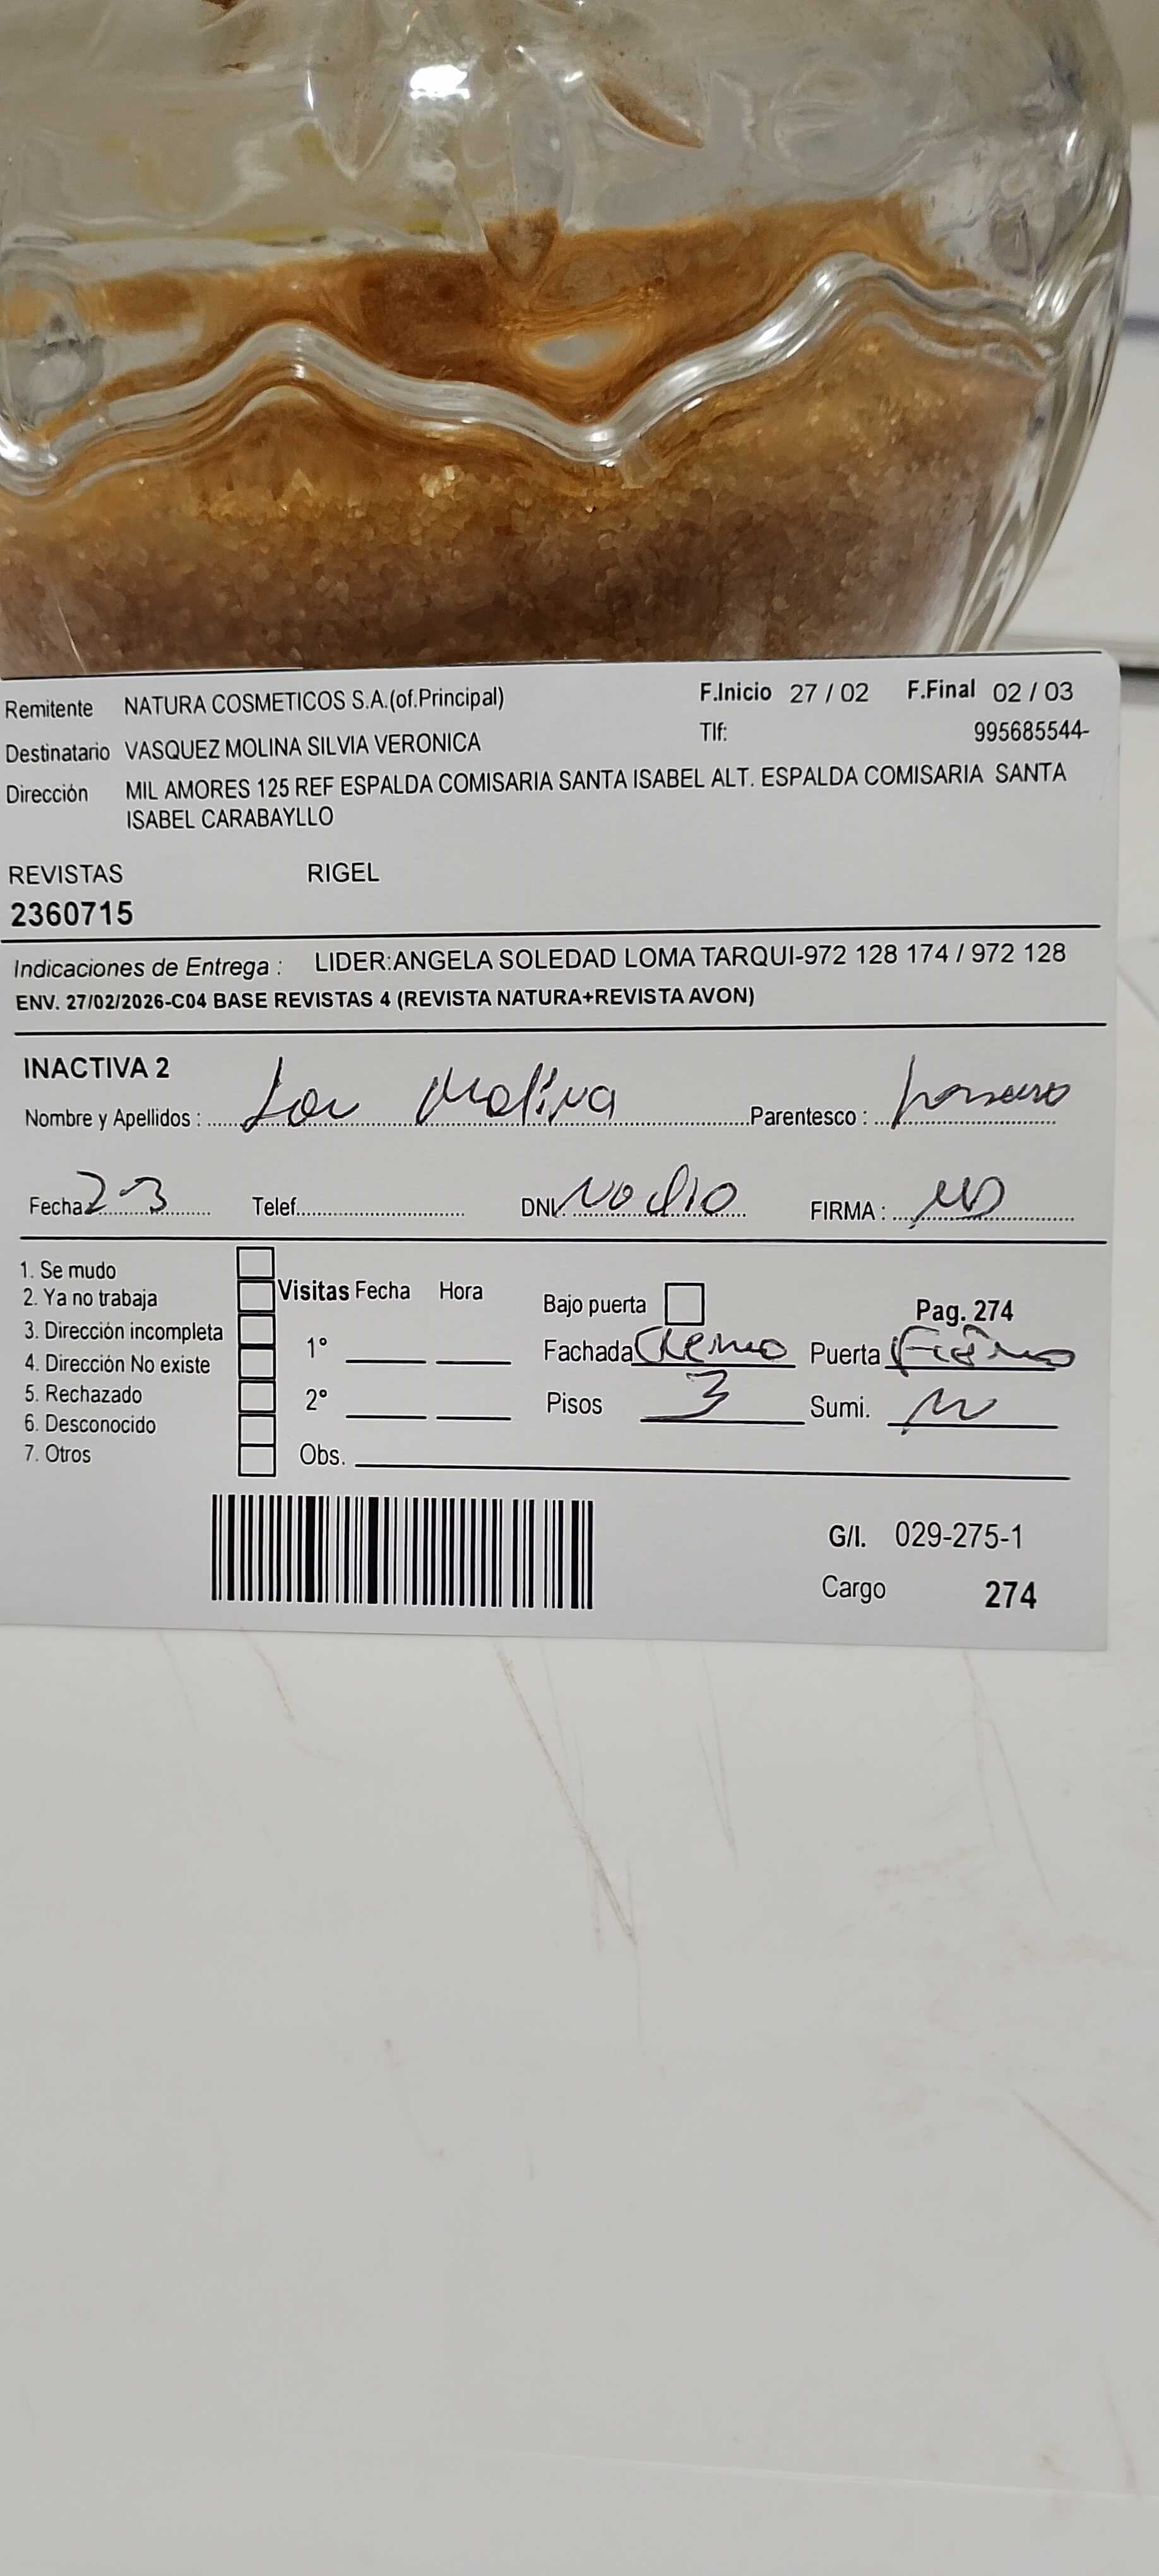 Remitente NATURA COSMETICOS S.A.(of.Principal) F.Inicio 27 / 02 F.Final 02 / 03
Tlf: 995685544-
Destinatario VASQUEZ MOLINA SILVIA VERONICA
Dirección MIL AMORES 125 REF ESPALDA COMISARIA SANTA ISABEL ALT. ESPALDA COMISARIA SANTA
ISABEL CARABAYLLO
REVISTAS RIGEL
2360715
Indicaciones de Entrega : LIDER:ANGELA SOLEDAD LOMA TARQUI-972 128 174 / 972 128
ENV. 27/02/2026-C04 BASE REVISTAS 4 (REVISTA NATURA+REVISTA AVON)
INACTIVA 2
Nombre y Apellidos : Molina Parentesco :
Fecha 2-3 Telef. DNI. No dio FIRMA :
1. Se mudo
2. Ya no trabaja
3. Dirección incompleta
4. Dirección No existe
5. Rechazado
6. Desconocido
7. Otros
Visitas Fecha Hora
1°
2°
Obs.
Bajo puerta Pag. 274
Fachada Cremo Puerta Fierro
Pisos 3 Sumi.
G/I. 029-275-1
Cargo 274